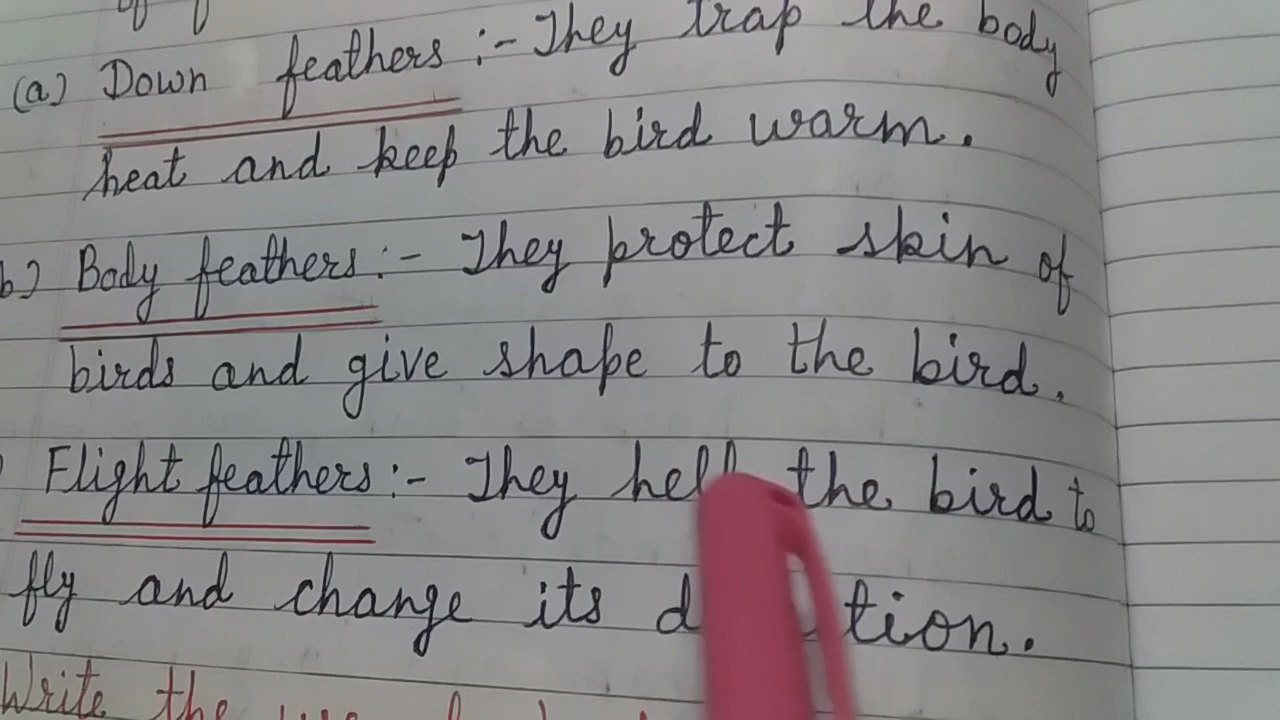 (a) Down feathers :- They trap the body
heat and keep the bird warm.
b) Body feathers :- They protect skin of
birds and give shape to the bird.
) Flight feathers :- They the bird to
fly and change its
Write the